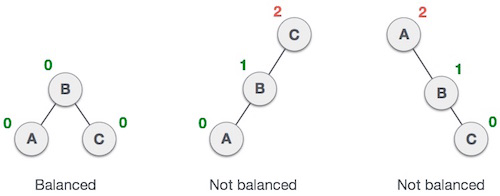 2 2
C A
0 1 1
B B B
0 0 0 0
A C A C
Balanced Not balanced Not balanced